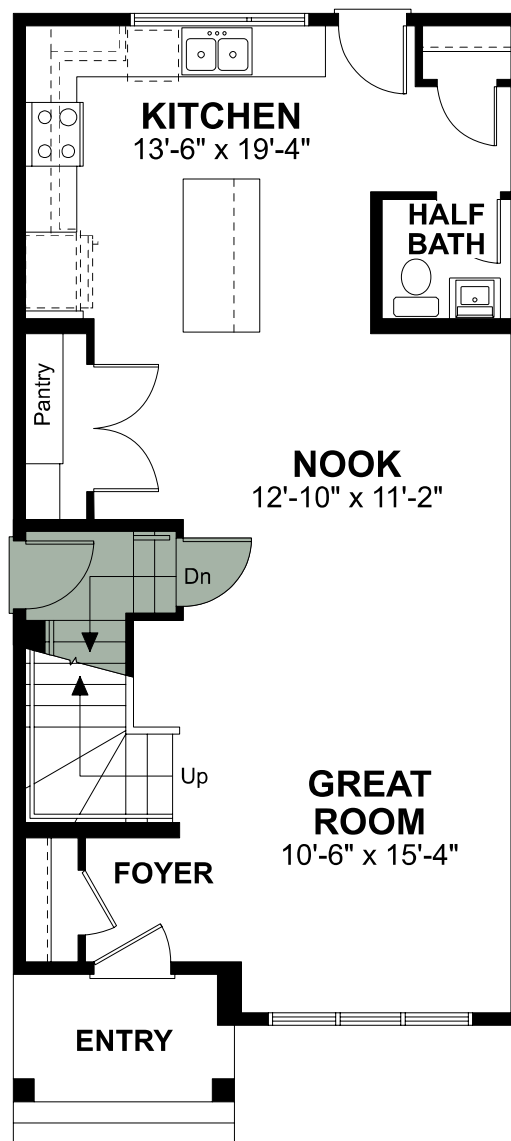 KITCHEN
13'-6" x 19'-4"
HALF
BATH
Pantry
NOOK
12'-10" x 11'-2"
Dn
Up
GREAT
ROOM
10'-6" x 15'-4"
FOYER
ENTRY